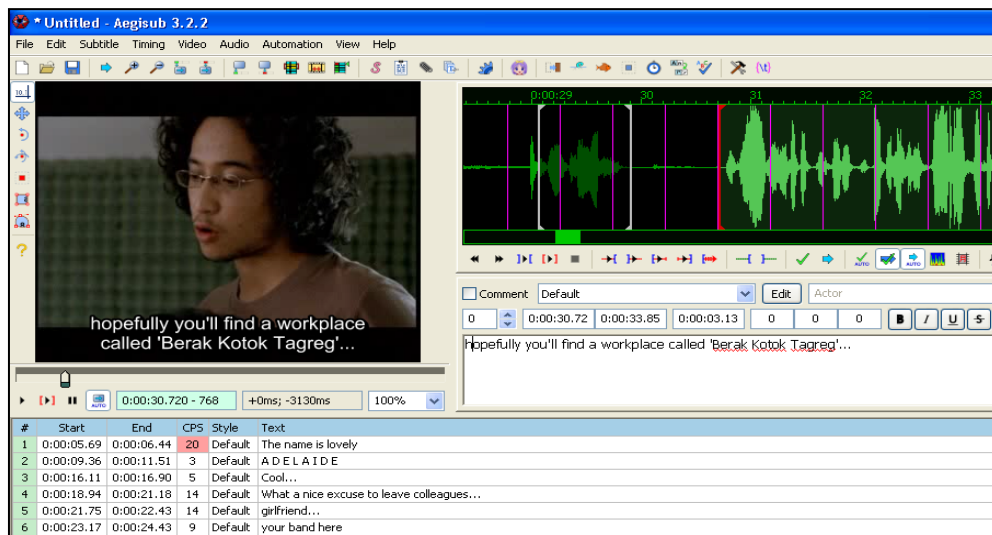 * Untitled - Aegisub 3.2.2
File Edit Subtitle Timing Video Audio Automation View Help
0:00:29 30 31 32 33
hopefully you'll find a workplace
called 'Berak Kotok Tagreg'...
Comment Default Edit Actor
0 0:00:30.72 0:00:33.85 0:00:03.13 0 0 0 B I U S
hopefully you'll find a workplace called 'Berak Kotok Tagreg'...
AUTO 0:00:30.720 - 768 +0ms; -3130ms 100%
# Start End CPS Style Text
1 0:00:05.69 0:00:06.44 20 Default The name is lovely
2 0:00:09.36 0:00:11.51 3 Default A D E L A I D E
3 0:00:16.11 0:00:16.90 5 Default Cool...
4 0:00:18.94 0:00:21.18 14 Default What a nice excuse to leave colleagues...
5 0:00:21.75 0:00:22.43 14 Default girlfriend...
6 0:00:23.17 0:00:24.43 9 Default your band here